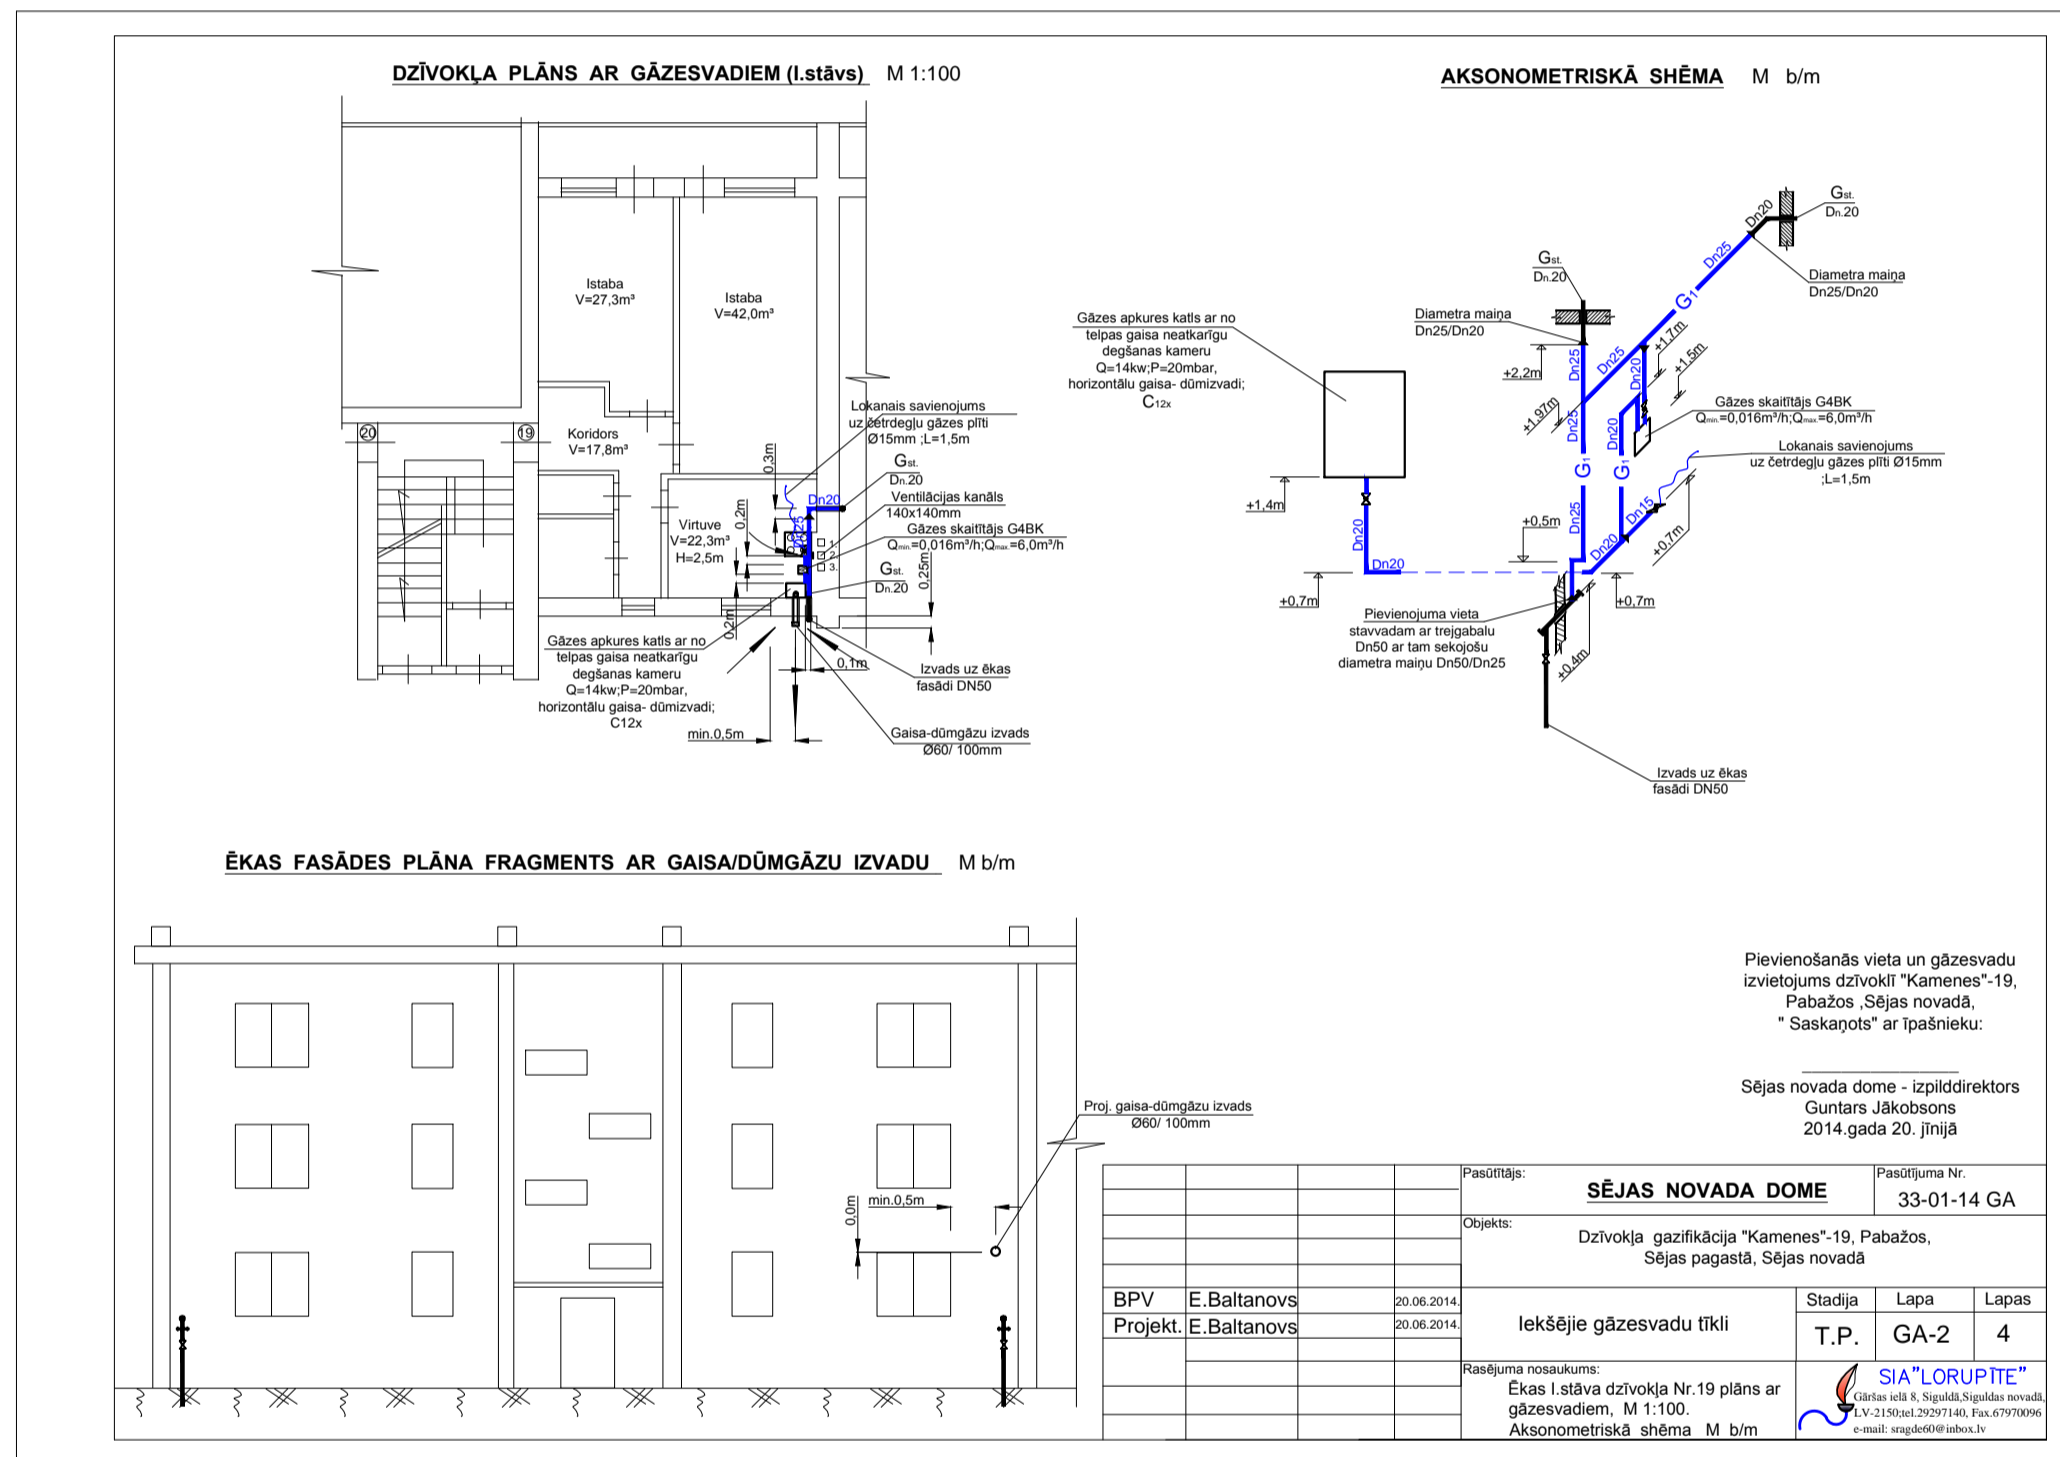 DZĪVOKĻA PLĀNS AR GĀZESVADIEM (I.stāvs) M 1:100
Istaba
V=27,3m³
Istaba
V=42,0m³
Koridors
V=17,8m³
20
19
Virtuve
V=22,3m³
H=2,5m
Lokanais savienojums
uz četrdegļu gāzes plīti
Ø15mm ;L=1,5m
Gst.
Dn.20
Ventilācijas kanāls
140x140mm
Gāzes skaitītājs G4BK
Qmin.=0,016m³/h;Qmax.=6,0m³/h
Gst.
Dn.20
0,3m
0,2m
0,2m
0,25m
0,1m
Dn20
Dn25
1.
2.
3.
Gāzes apkures katls ar no
telpas gaisa neatkarīgu
degšanas kameru
Q=14kw;P=20mbar,
horizontālu gaisa- dūmizvadi;
C12x
min.0,5m
Izvads uz ēkas
fasādi DN50
Gaisa-dūmgāzu izvads
Ø60/ 100mm
AKSONOMETRISKĀ SHĒMA M b/m
Gst.
Dn.20
Dn20
Dn25
Diametra maiņa
Dn25/Dn20
G1
Gst.
Dn.20
Diametra maiņa
Dn25/Dn20
+2,2m
Dn25
Dn25
Dn20
+1,7m
+1,5m
+1,97m
Dn25
Dn20
Gāzes skaitītājs G4BK
Qmin.=0,016m³/h;Qmax.=6,0m³/h
Lokanais savienojums
uz četrdegļu gāzes plīti Ø15mm
;L=1,5m
Gāzes apkures katls ar no
telpas gaisa neatkarīgu
degšanas kameru
Q=14kw;P=20mbar,
horizontālu gaisa- dūmizvadi;
C12x
+1,4m
Dn20
Dn20
+0,7m
G1
G1
Dn25
+0,5m
Dn15
Dn20
+0,7m
+0,7m
+0,4m
Pievienojuma vieta
stavvadam ar trejgabalu
Dn50 ar tam sekojošu
diametra maiņu Dn50/Dn25
Izvads uz ēkas
fasādi DN50
ĒKAS FASĀDES PLĀNA FRAGMENTS AR GAISA/DŪMGĀZU IZVADU M b/m
Proj. gaisa-dūmgāzu izvads
Ø60/ 100mm
min.0,5m
0,0m
Pievienošanās vieta un gāzesvadu
izvietojums dzīvoklī "Kamenes"-19,
Pabažos ,Sējas novadā,
" Saskaņots" ar īpašnieku:
Sējas novada dome - izpilddirektors
Guntars Jākobsons
2014.gada 20. jīnijā
Pasūtītājs:
SĒJAS NOVADA DOME
Pasūtījuma Nr.
33-01-14 GA
Objekts:
Dzīvokļa gazifikācija "Kamenes"-19, Pabažos,
Sējas pagastā, Sējas novadā
BPV E.Baltanovs 20.06.2014.
Projekt. E.Baltanovs 20.06.2014.
Iekšējie gāzesvadu tīkli
Stadija Lapa Lapas
T.P. GA-2 4
Rasējuma nosaukums:
Ēkas I.stāva dzīvokļa Nr.19 plāns ar
gāzesvadiem, M 1:100.
Aksonometriskā shēma M b/m
SIA"LORUPĪTE"
Gāršas ielā 8, Siguldā,Siguldas novadā,
LV-2150;tel.29297140, Fax.67970096
e-mail: sragde60@inbox.lv